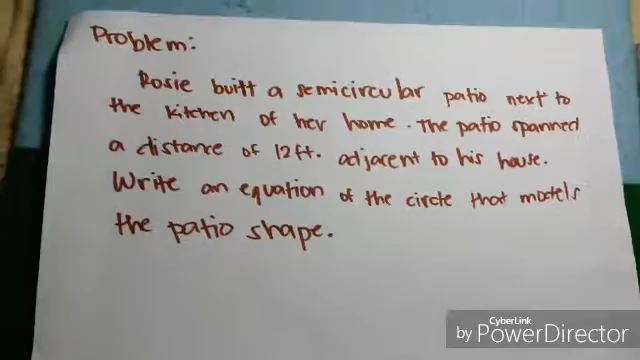 Problem:
Rosie built a semicircular patio next to
the kitchen of her home. The patio spanned
a distance of 12ft. adjacent to his house.
Write an equation of the circle that models
the patio shape.
CyberLink
by PowerDirector